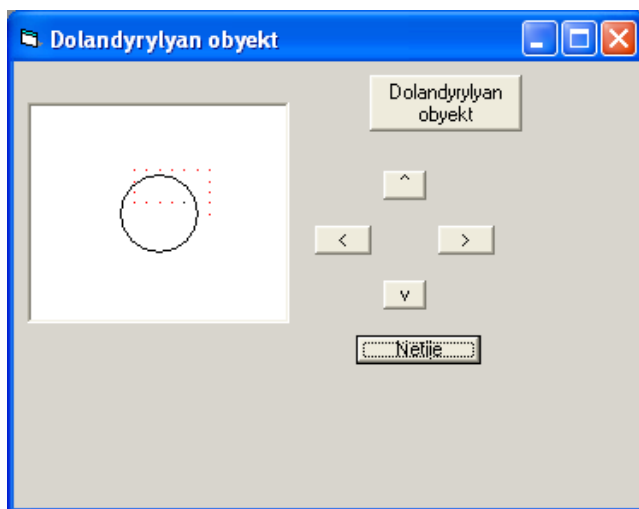 Dolandyrylyan obyekt
Dolandyrylyan
obyekt
^
< >
v
Netije